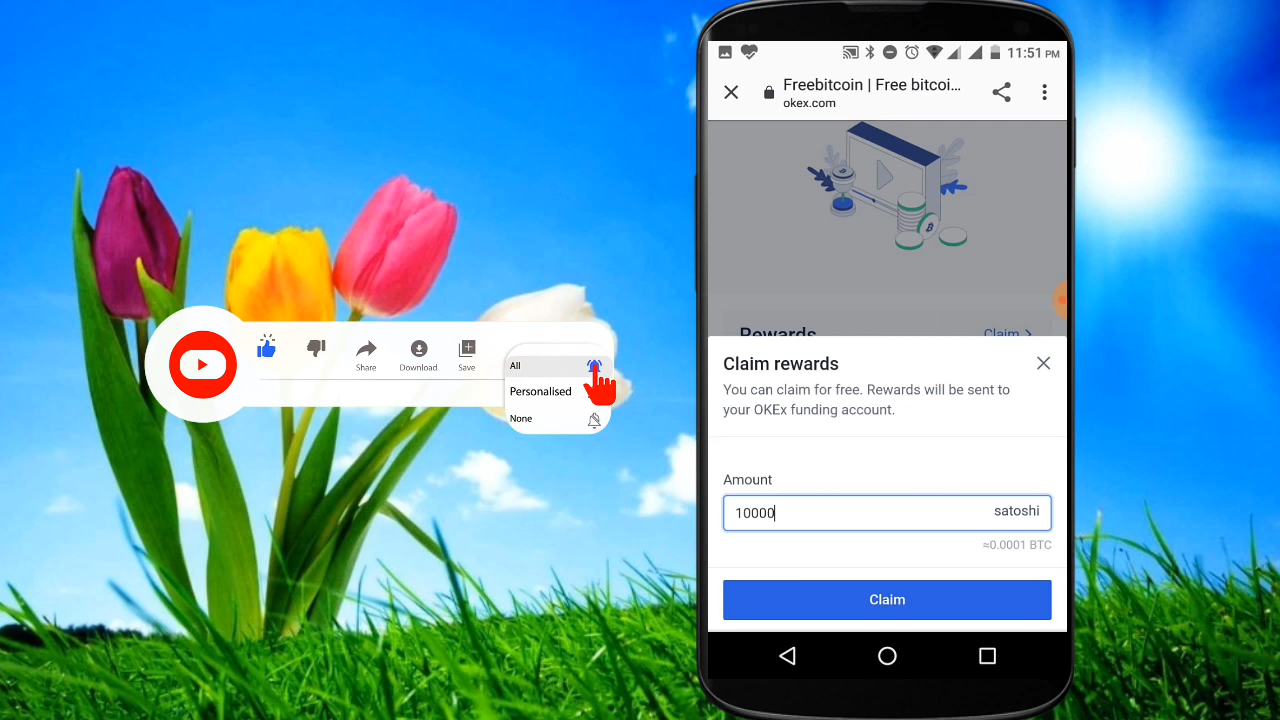 11:51 PM
Freebitcoin | Free bitcoi...
okex.com
Rewards
Claim >
Claim rewards
You can claim for free. Rewards will be sent to
your OKEx funding account.
Amount
10000
satoshi
≈0.0001 BTC
Claim
Share
Download
Save
All
Personalised
None